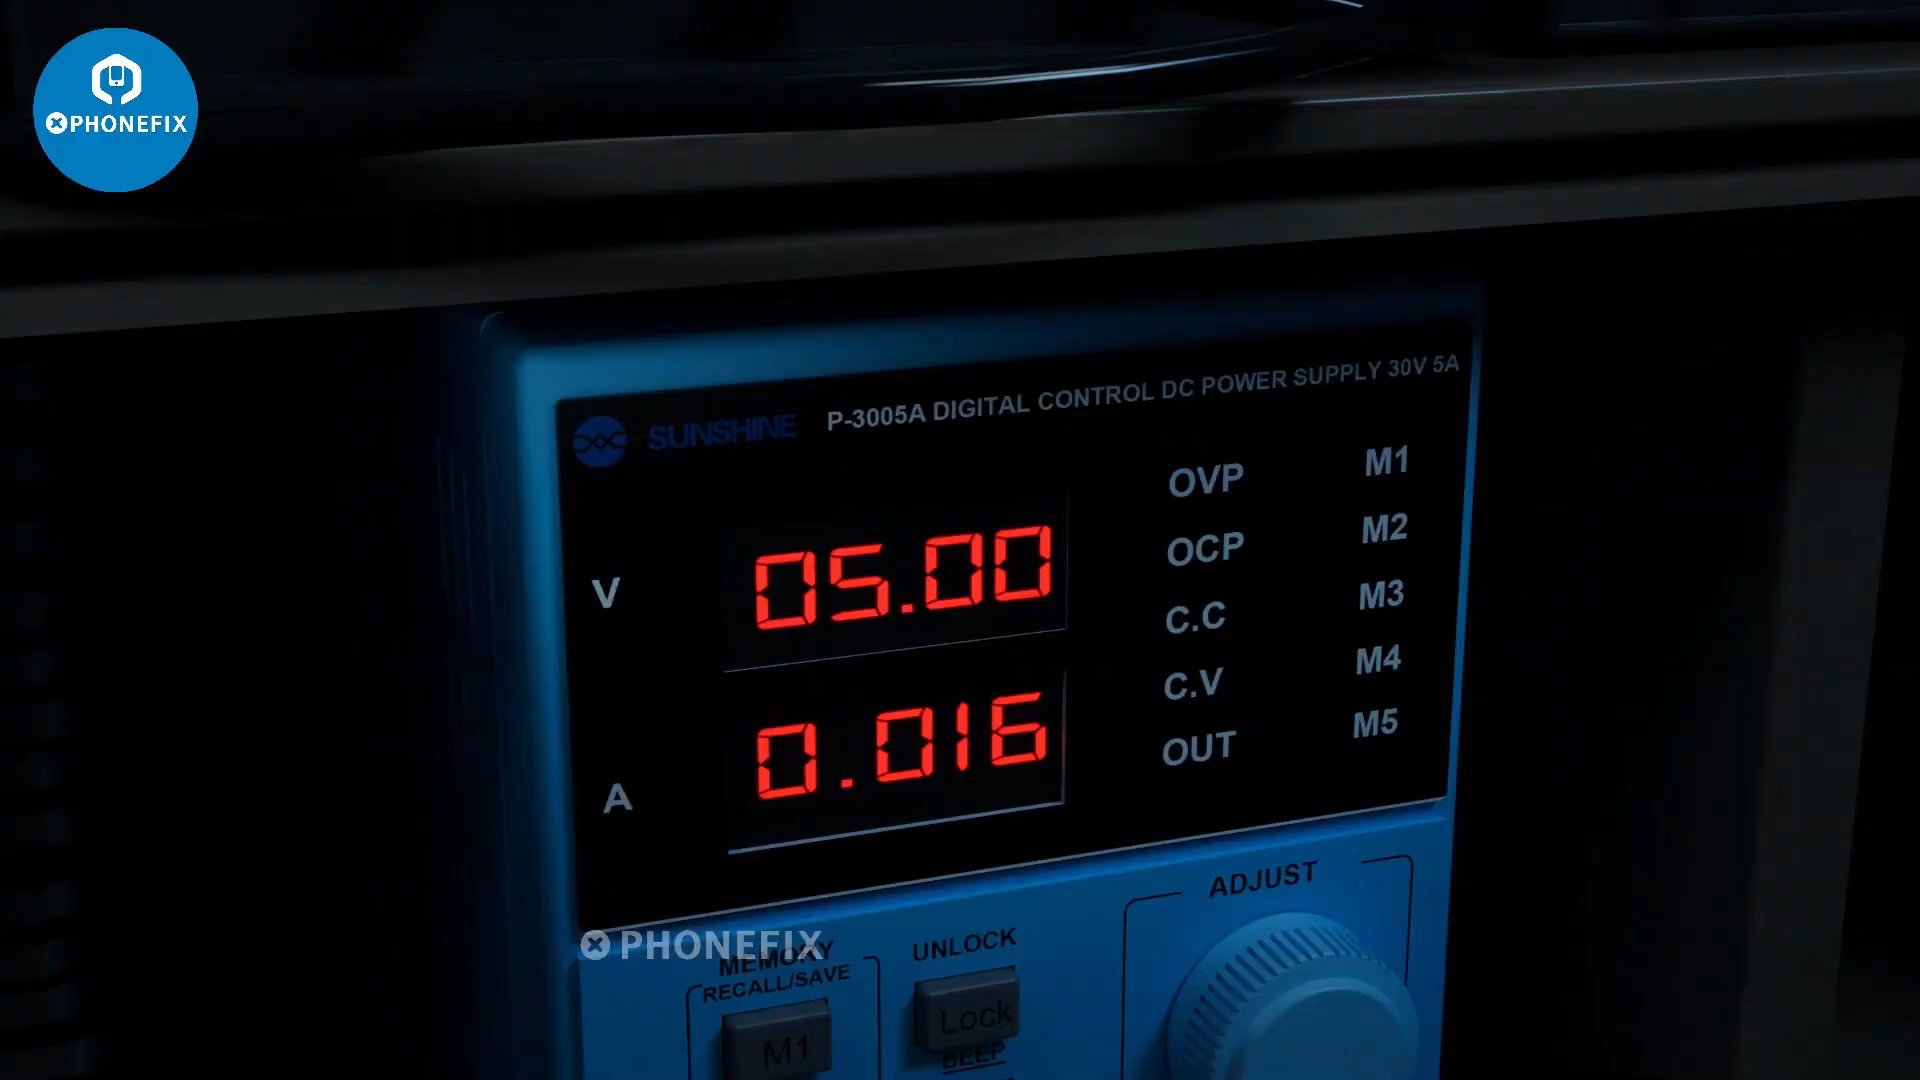 PHONEFIX
SUNSHINE P-3005A DIGITAL CONTROL DC POWER SUPPLY 30V 5A
OVP M1
OCP M2
V 05.00
C.C M3
C.V M4
A 0.016
OUT M5
ADJUST
PHONEFIX
MEMORY
RECALL/SAVE
UNLOCK
M1
Lock
BEEP